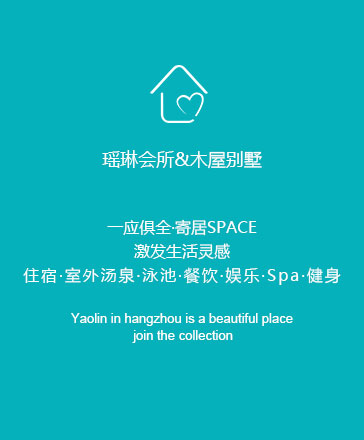 瑶琳会所&木屋别墅
一应俱全·寄居SPACE
激发生活灵感
住宿·室外汤泉·泳池·餐饮·娱乐·Spa·健身
Yaolin in hangzhou is a beautiful place
join the collection